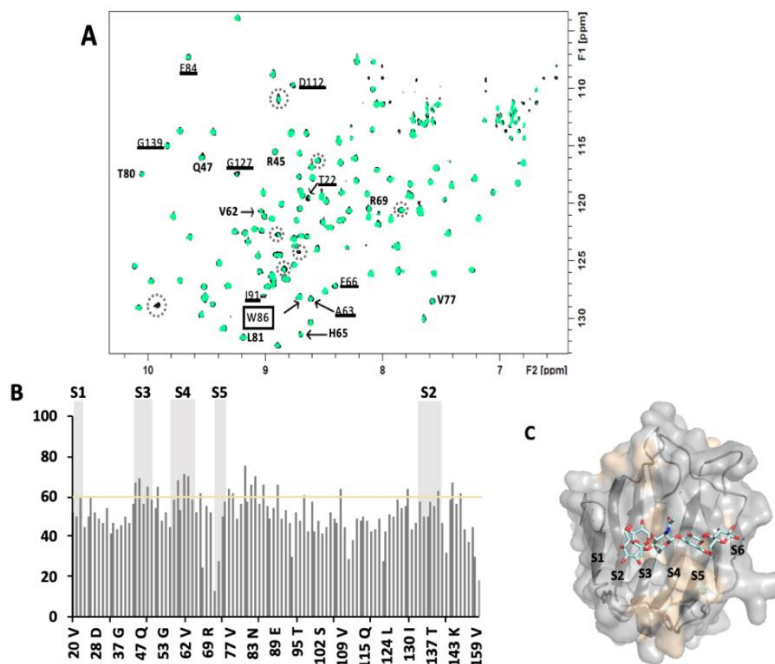 A
F1 [ppm]
110
115
120
125
130
10
9
8
7
F2 [ppm]
E84
D112
G139
T80
Q47
G127
R45
T22
V62
R69
I91
W86
E66
A63
V77
L81
H65
B
S1
S3
S4
S5
S2
100
80
60
40
20
0
20 V
28 D
37 G
47 Q
53 G
62 V
69 R
77 V
83 N
89 E
95 T
102 S
109 V
115 Q
124 L
130 I
137 T
143 K
159 V
C
S1
S2
S3
S4
S5
S6